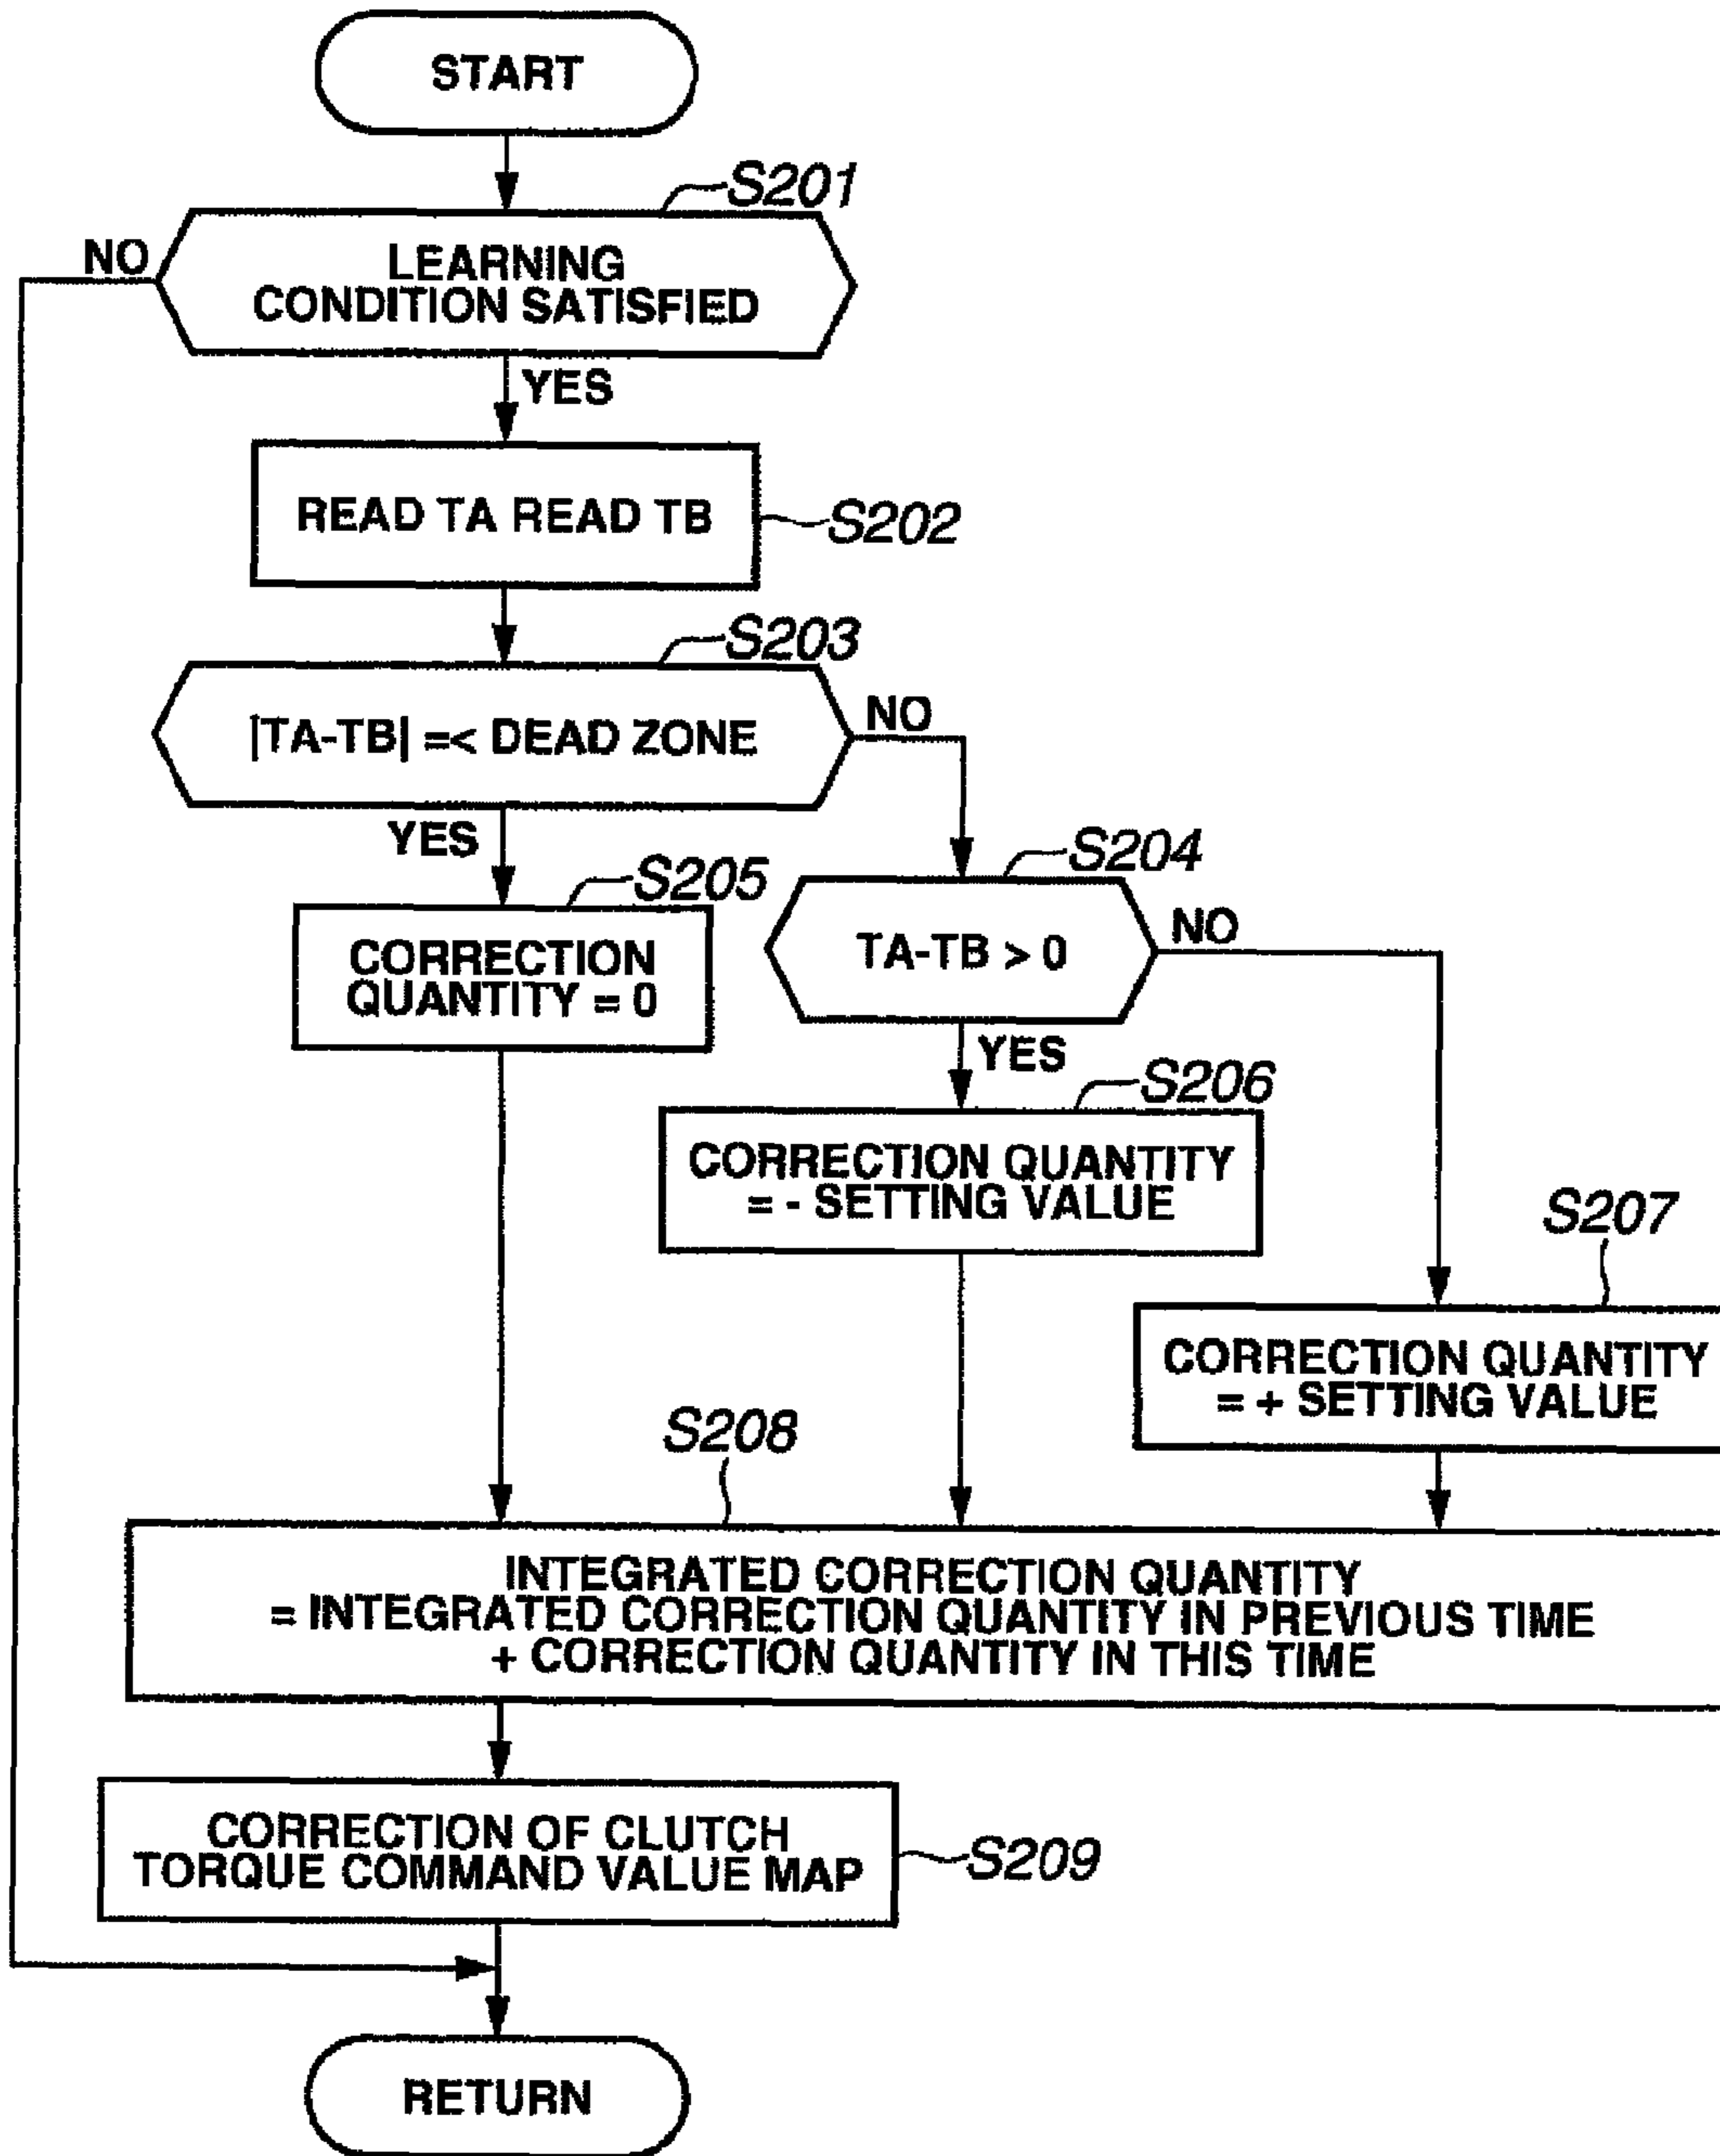 START
S201
NO
LEARNING
CONDITION SATISFIED
YES
READ TA READ TB
S202
S203
|TA-TB| =< DEAD ZONE
NO
YES
S204
S205
TA-TB > 0
NO
CORRECTION
QUANTITY = 0
YES
S206
CORRECTION QUANTITY
= - SETTING VALUE
S207
CORRECTION QUANTITY
= + SETTING VALUE
S208
INTEGRATED CORRECTION QUANTITY
= INTEGRATED CORRECTION QUANTITY IN PREVIOUS TIME
+ CORRECTION QUANTITY IN THIS TIME
CORRECTION OF CLUTCH
TORQUE COMMAND VALUE MAP
S209
RETURN